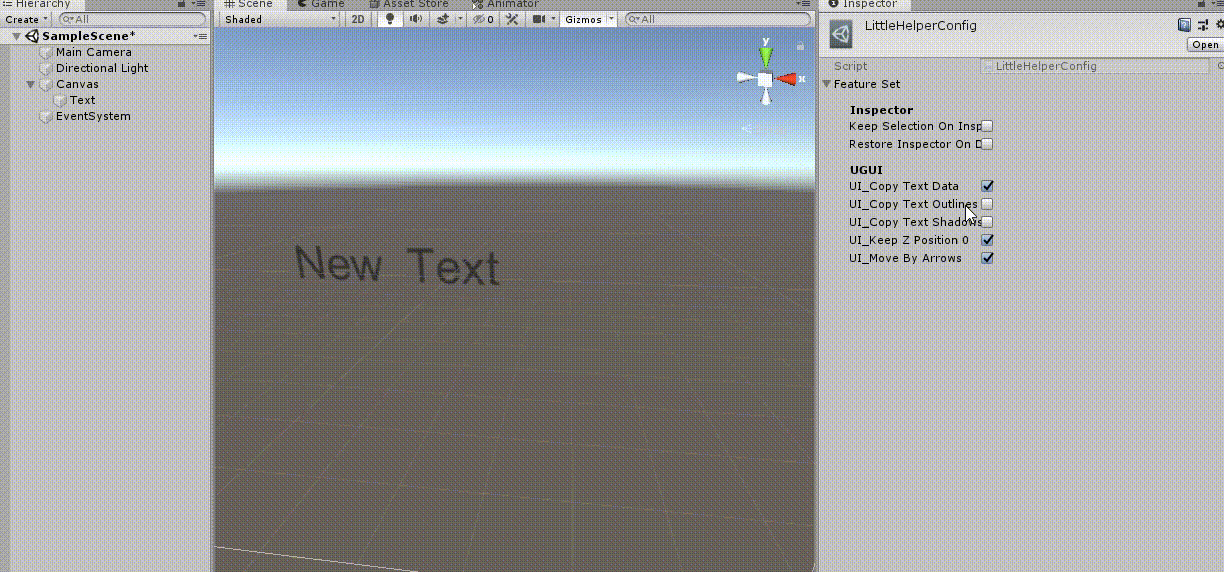 Hierarchy
Create
All
SampleScene*
Main Camera
Directional Light
Canvas
Text
EventSystem
Scene
Game
Asset Store
Animator
Shaded
2D
0
Gizmos
All
y
x
New Text
Inspector
LittleHelperConfig
Open
Script
LittleHelperConfig
Feature Set
Inspector
Keep Selection On Insp
Restore Inspector On D
UGUI
UI_Copy Text Data
UI_Copy Text Outlines
UI_Copy Text Shadows
UI_Keep Z Position 0
UI_Move By Arrows